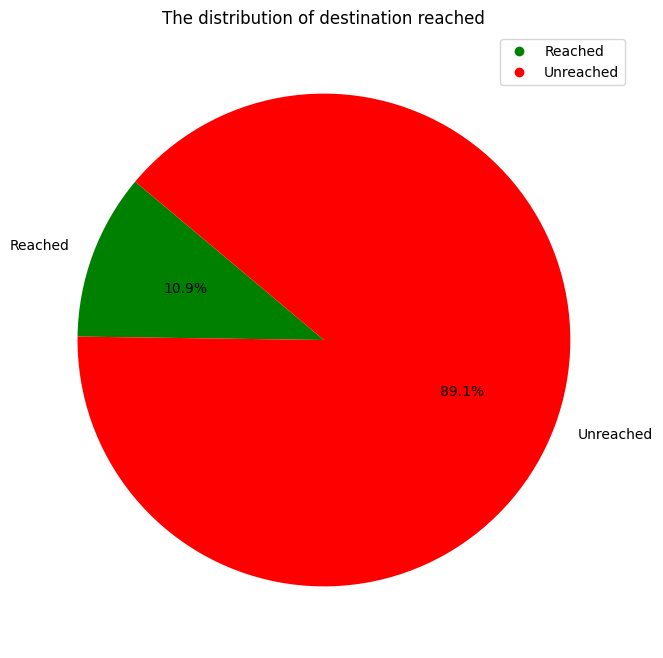 The distribution of destination reached
Reached
Unreached
Reached
10.9%
89.1%
Unreached